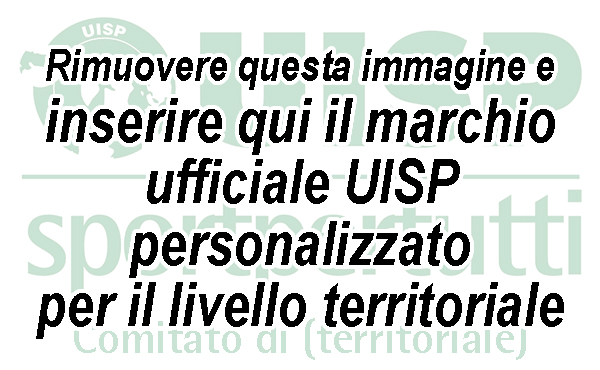 UISP
UISP
Rimuovere questa immagine e
inserire qui il marchio
ufficiale UISP
sportpertutti
personalizzato
per il livello territoriale
Comitato di (territoriale)